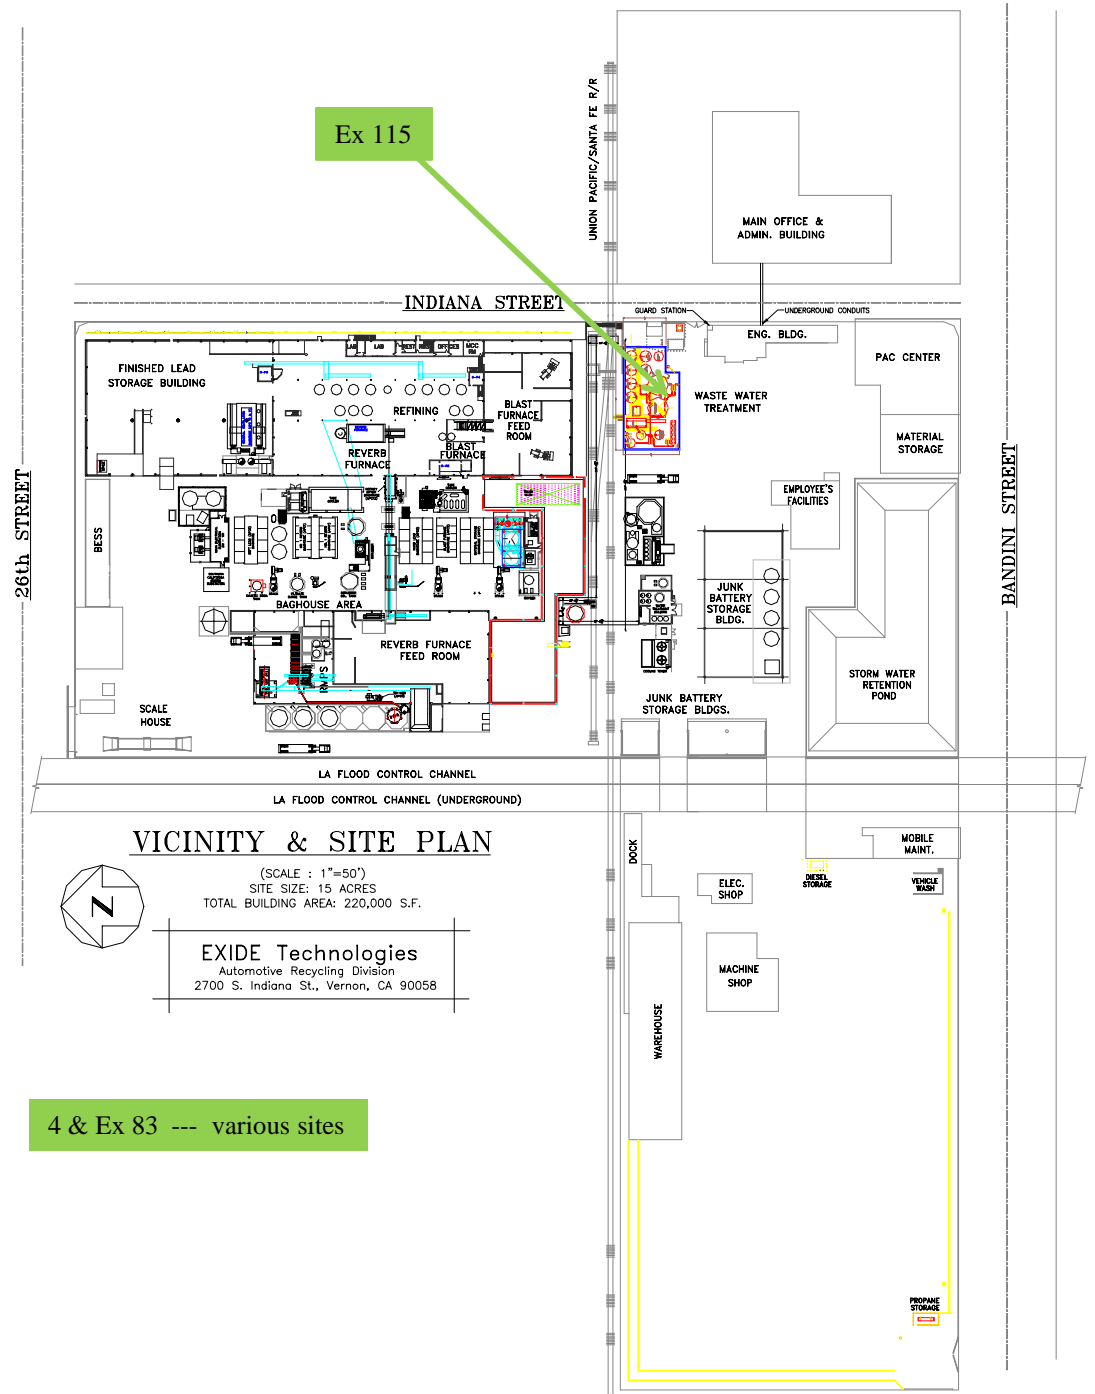 Ex 115
UNION PACIFIC/SANTA FE R/R
MAIN OFFICE &
ADMIN. BUILDING
INDIANA STREET
GUARD STATION
UNDERGROUND CONDUITS
ENG. BLDG.
PAC CENTER
FINISHED LEAD
STORAGE BUILDING
LAB
LAB
REST
OFFICES
MCC
RM
REFINING
BLAST
FURNACE
FEED
ROOM
WASTE WATER
TREATMENT
REVERB
FURNACE
BLAST
FURNACE
MATERIAL
STORAGE
26th STREET
BANDINI STREET
BESS
EMPLOYEE'S
FACILITIES
BAGHOUSE AREA
JUNK
BATTERY
STORAGE
BLDG.
REVERB FURNACE
FEED ROOM
RMPS
STORM WATER
RETENTION
POND
SCALE
HOUSE
JUNK BATTERY
STORAGE BLDGS.
LA FLOOD CONTROL CHANNEL
LA FLOOD CONTROL CHANNEL (UNDERGROUND)
VICINITY & SITE PLAN
(SCALE : 1"=50')
SITE SIZE: 15 ACRES
TOTAL BUILDING AREA: 220,000 S.F.
N
EXIDE Technologies
Automotive Recycling Division
2700 S. Indiana St., Vernon, CA 90058
DOCK
MOBILE
MAINT.
ELEC.
SHOP
DIESEL
STORAGE
VEHICLE
WASH
MACHINE
SHOP
WAREHOUSE
4 & Ex 83 --- various sites
PROPANE
STORAGE